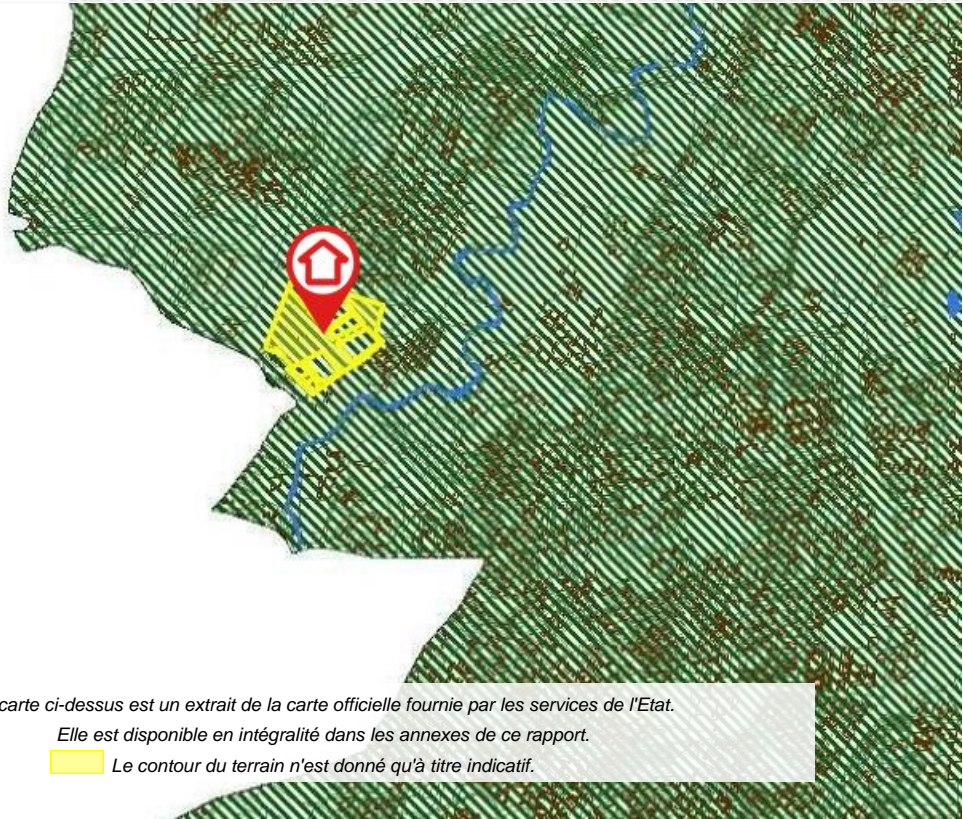 carte ci-dessus est un extrait de la carte officielle fournie par les services de l'Etat.
Elle est disponible en intégralité dans les annexes de ce rapport.
Le contour du terrain n'est donné qu'à titre indicatif.